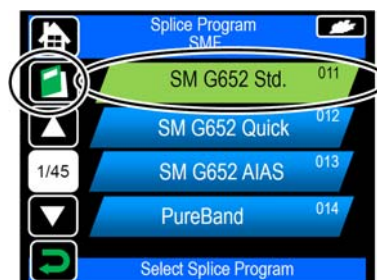 Splice Program
SMF
SM G652 Std. 011
SM G652 Quick 012
1/45
SM G652 AIAS 013
PureBand 014
Select Splice Program